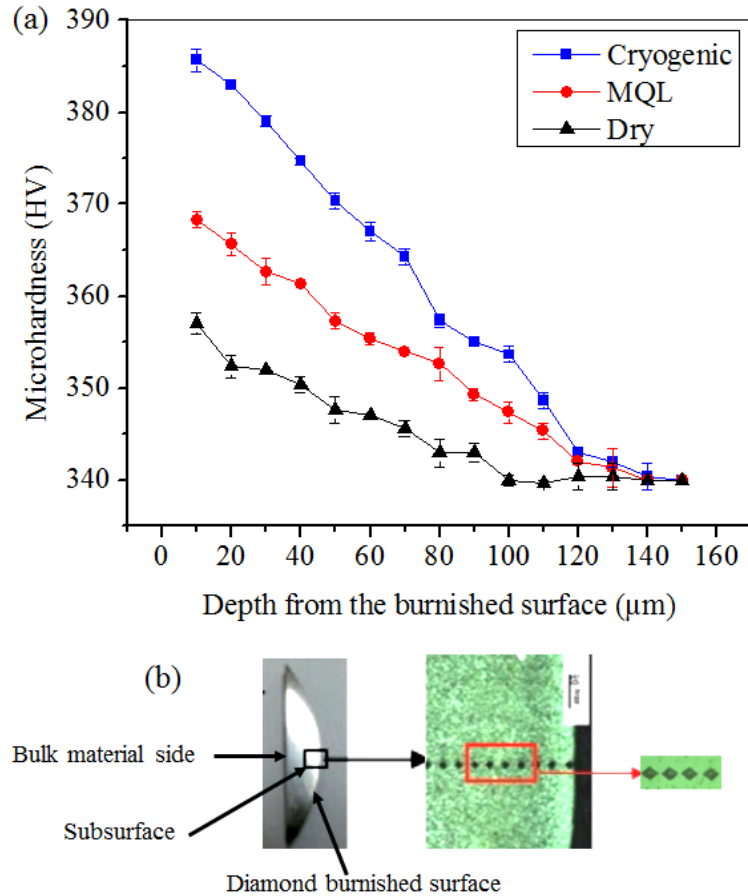 (a)
390
380
370
360
350
340
Microhardness (HV)
Cryogenic
MQL
Dry
0 20 40 60 80 100 120 140 160
Depth from the burnished surface (µm)
(b)
Bulk material side
Subsurface
Diamond burnished surface